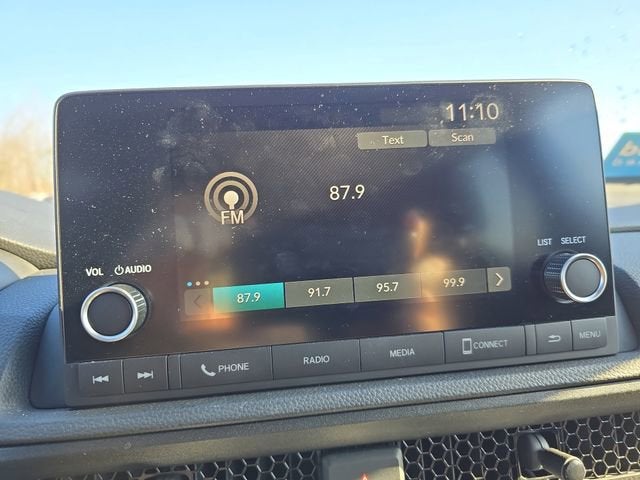 11:10
Text Scan
87.9
FM
LIST SELECT
VOL AUDIO
87.9 91.7 95.7 99.9
PHONE RADIO MEDIA CONNECT MENU